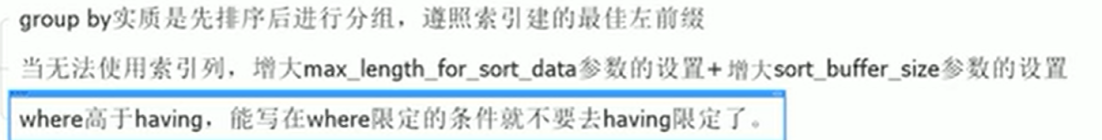 group by实质是先排序后进行分组，遵照索引建的最佳左前缀
当无法使用索引列，增大max_length_for_sort_data参数的设置+增大sort_buffer_size参数的设置
where高于having，能写在where限定的条件就不要去having限定了。